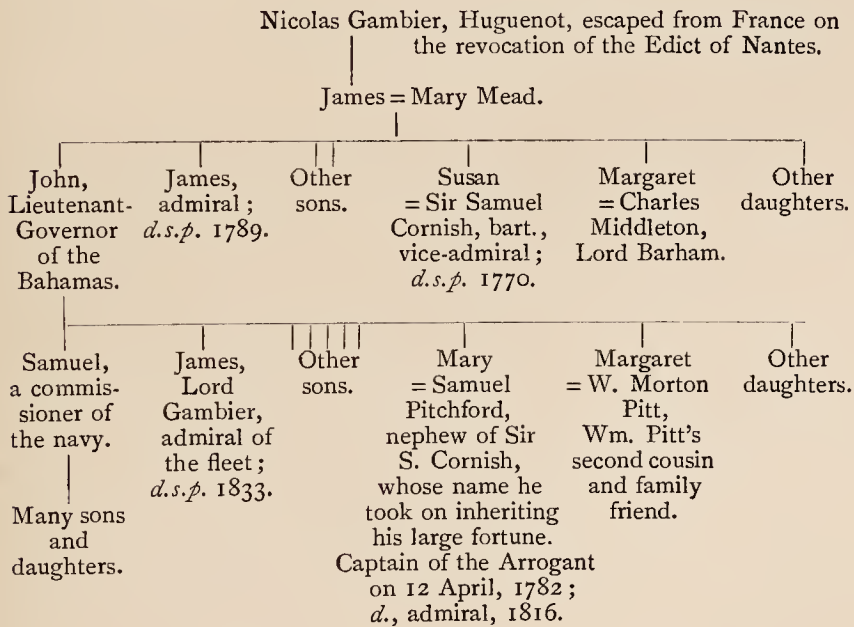 Nicolas Gambier, Huguenot, escaped from France on
the revocation of the Edict of Nantes.
James = Mary Mead.
John,
Lieutenant-
Governor
of the
Bahamas.
James,
admiral ;
d.s.p. 1789.
Other
sons.
Susan
= Sir Samuel
Cornish, bart.,
vice-admiral ;
d.s.p. 1770.
Margaret
= Charles
Middleton,
Lord Barham.
Other
daughters.
Samuel,
a commis-
sioner of
the navy.
Many sons
and
daughters.
James,
Lord
Gambier,
admiral of
the fleet ;
d.s.p. 1833.
Other
sons.
Mary
= Samuel
Pitchford,
nephew of Sir
S. Cornish,
whose name he
took on inheriting
his large fortune.
Captain of the Arrogant
on 12 April, 1782 ;
d., admiral, 1816.
Margaret
= W. Morton
Pitt,
Wm. Pitt's
second cousin
and family
friend.
Other
daughters.